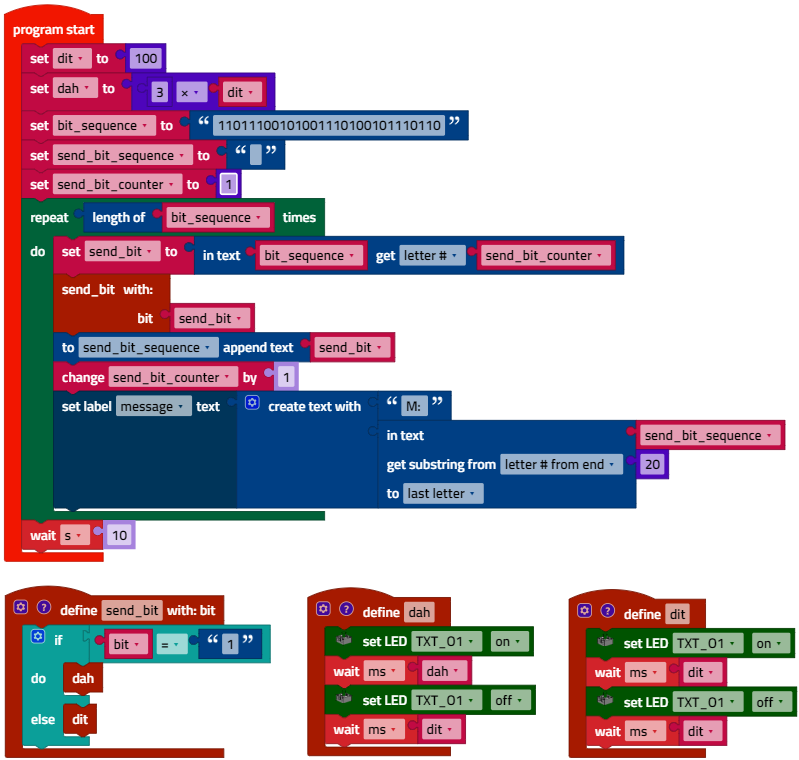 program start
set dit to 100
set dah to 3 × dit
set bit_sequence to “ 11011100101001110100101110110 ”
set send_bit_sequence to “ ”
set send_bit_counter to 1
repeat length of bit_sequence times
do set send_bit to in text bit_sequence get letter # send_bit_counter
send_bit with:
bit send_bit
to send_bit_sequence append text send_bit
change send_bit_counter by 1
set label message text create text with “ M: ”
in text send_bit_sequence
get substring from letter # from end 20
to last letter
wait s 10
? define send_bit with: bit
if bit = “ 1 ”
do dah
else dit
? define dah
set LED TXT_O1 on
wait ms dah
set LED TXT_O1 off
wait ms dit
? define dit
set LED TXT_O1 on
wait ms dit
set LED TXT_O1 off
wait ms dit